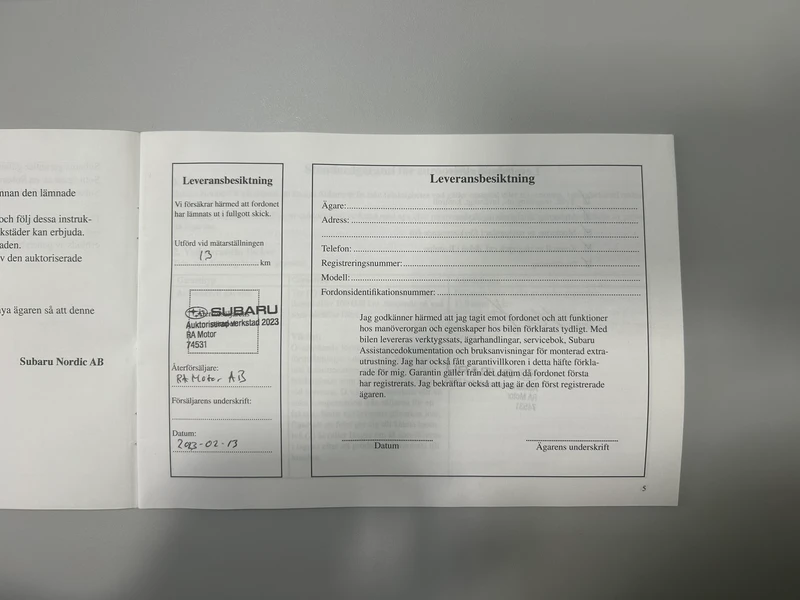 nnan den lämnade
och följ dessa instruk-
kstäder kan erbjuda.
aden.
v den auktoriserade
nya ägaren så att denne
Subaru Nordic AB
Leveransbesiktning
Vi försäkrar härmed att fordonet
har lämnats ut i fullgott skick.
Utförd vid mätarställningen
13 km
SUBARU
Auktoriserad verkstad 2023
RA Motor
74531
Återförsäljare:
RA Motor AB
Försäljarens underskrift:
Datum:
2023-02-13
Leveransbesiktning
Ägare:
Adress:
Telefon:
Registreringsnummer:
Modell:
Fordonsidentifikationsnummer:
Jag godkänner härmed att jag tagit emot fordonet och att funktioner
hos manöverorgan och egenskaper hos bilen förklarats tydligt. Med
bilen levereras verktygssats, ägarhandlingar, servicebok, Subaru
Assistancedokumentation och bruksanvisningar för monterad extra-
utrustning. Jag har också fått garantivillkoren i detta häfte förkla-
rade för mig. Garantin gäller från det datum då fordonet första
har registrerats. Jag bekräftar också att jag är den först registrerade
ägaren.
Datum
Ägarens underskrift
5